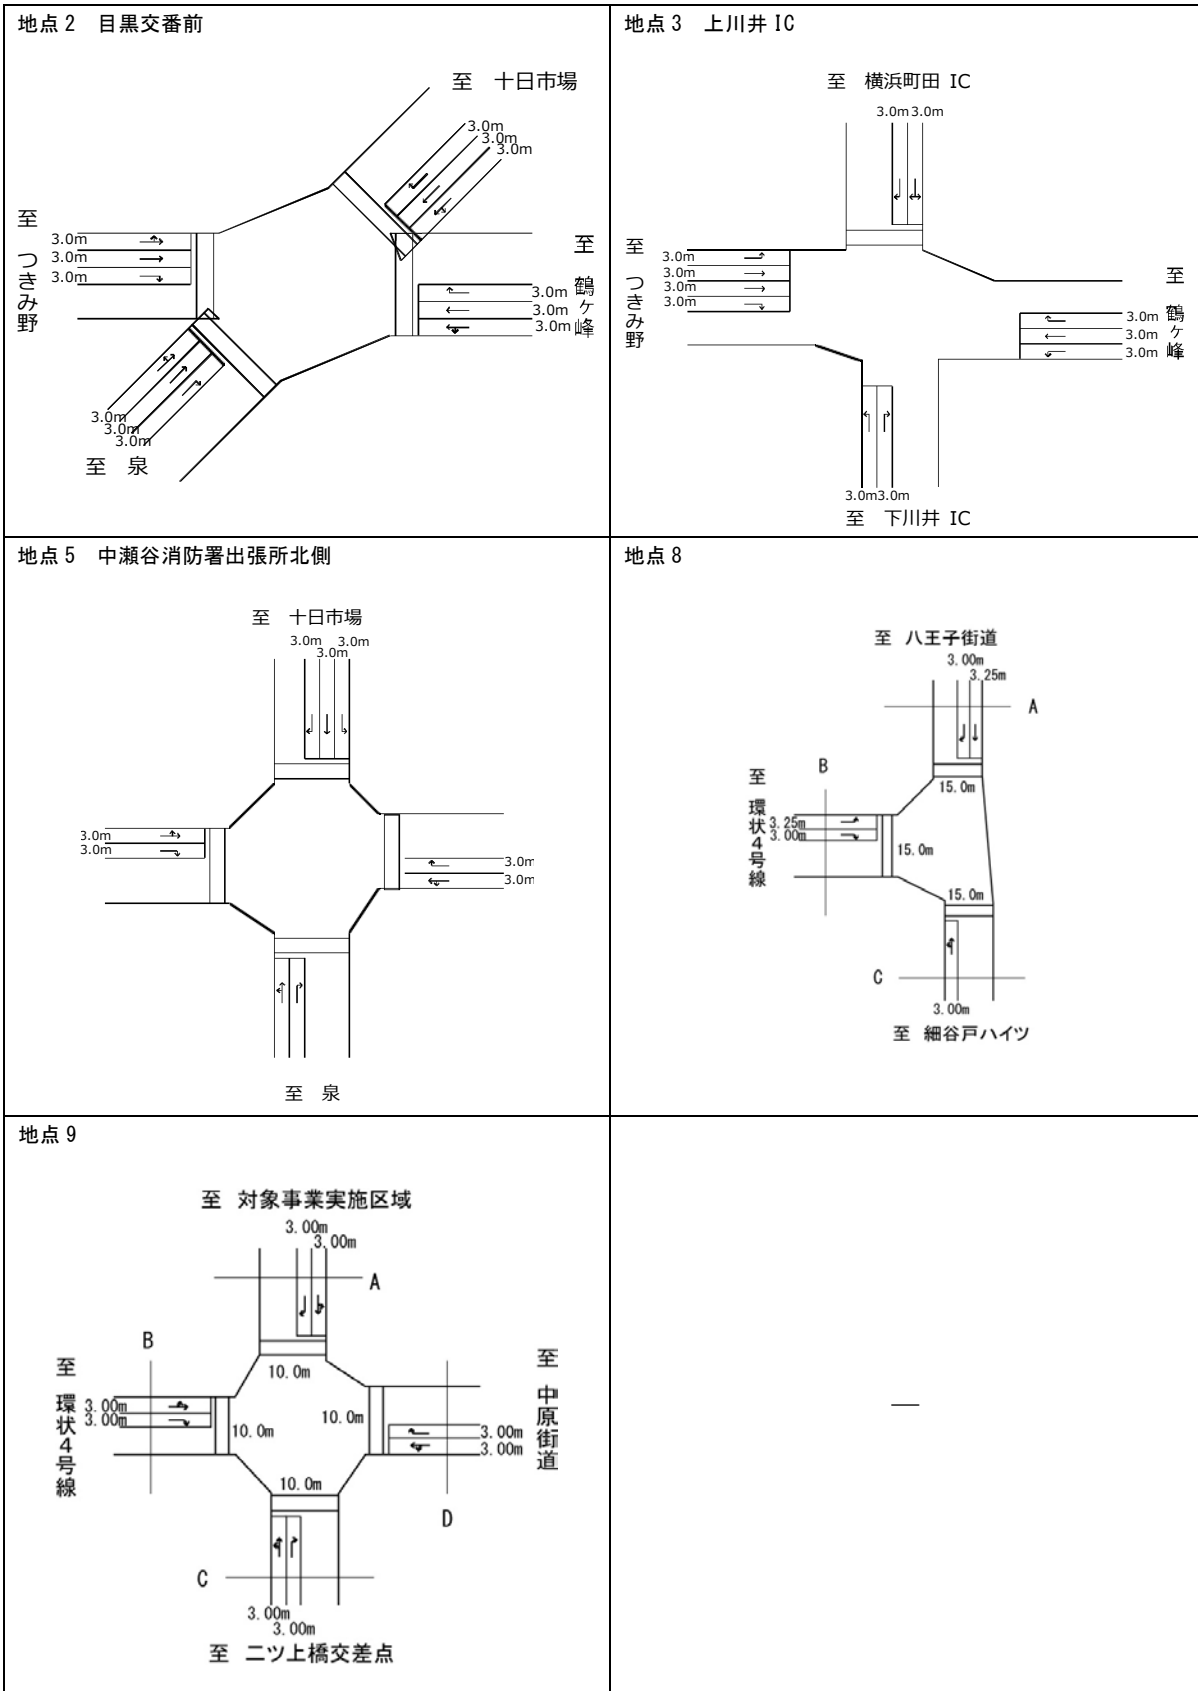 地点2 目黒交番前
至 十日市場
3.0m
3.0m
3.0m
至 つきみ野
3.0m
3.0m
3.0m
至 鶴ヶ峰
3.0m
3.0m
3.0m
3.0m
3.0m
3.0m
至 泉
地点3 上川井IC
至 横浜町田 IC
3.0m3.0m
至 つきみ野
3.0m
3.0m
3.0m
3.0m
至 鶴ヶ峰
3.0m
3.0m
3.0m
3.0m3.0m
至 下川井 IC
地点5 中瀬谷消防署出張所北側
至 十日市場
3.0m 3.0m
3.0m
3.0m
3.0m
3.0m
3.0m
至 泉
地点8
至 八王子街道
3.00m
3.25m
A
B
15.0m
至 環状4号線
3.25m
3.00m
15.0m
15.0m
C
3.00m
至 細谷戸ハイツ
地点9
至 対象事業実施区域
3.00m
3.00m
A
B
10.0m
至 環状4号線
3.00m
3.00m
10.0m
10.0m
至 中原街道
3.00m
3.00m
10.0m
D
C
3.00m
3.00m
至 二ツ上橋交差点
—